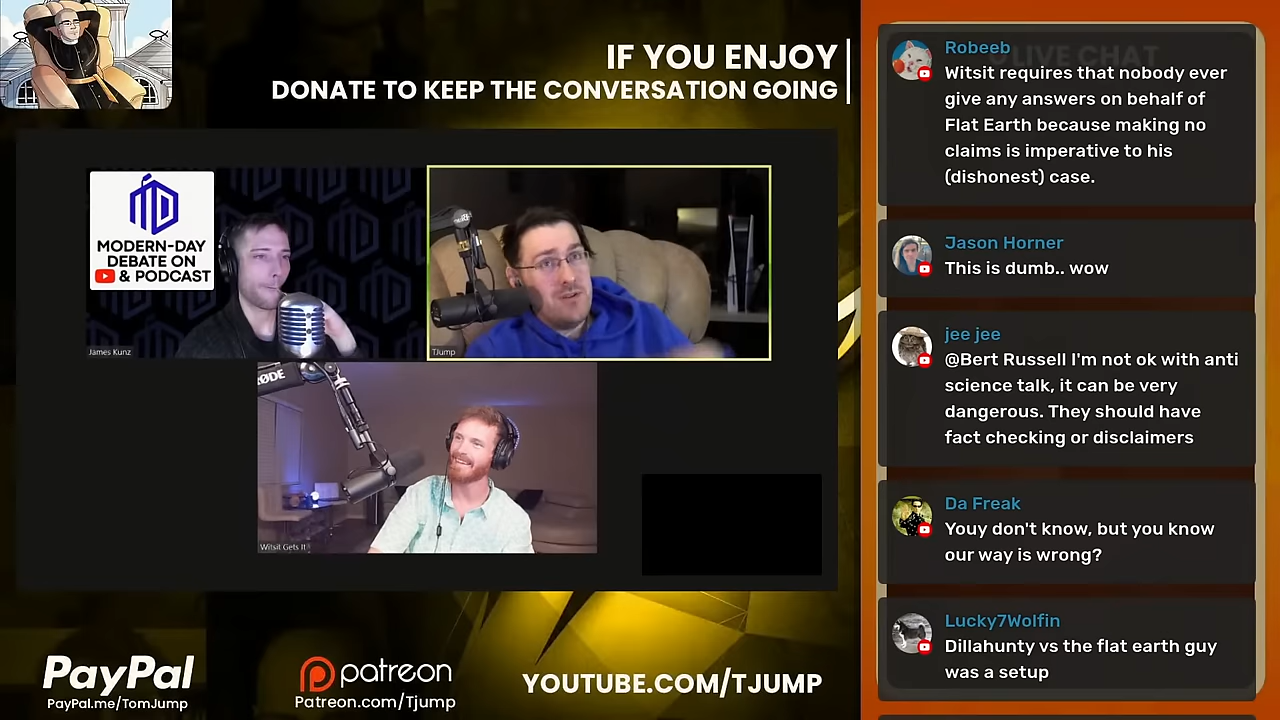 IF YOU ENJOY
DONATE TO KEEP THE CONVERSATION GOING
MODERN-DAY
DEBATE ON
& PODCAST
James Kunz
TJump
RØDE
Witsit Gets It
PayPal
PayPal.me/TomJump
patreon
Patreon.com/Tjump
YOUTUBE.COM/TJUMP
LIVE CHAT
Robeeb
Witsit requires that nobody ever
give any answers on behalf of
Flat Earth because making no
claims is imperative to his
(dishonest) case.
Jason Horner
This is dumb.. wow
jee jee
@Bert Russell I'm not ok with anti
science talk, it can be very
dangerous. They should have
fact checking or disclaimers
Da Freak
Youy don't know, but you know
our way is wrong?
Lucky7Wolfin
Dillahunty vs the flat earth guy
was a setup